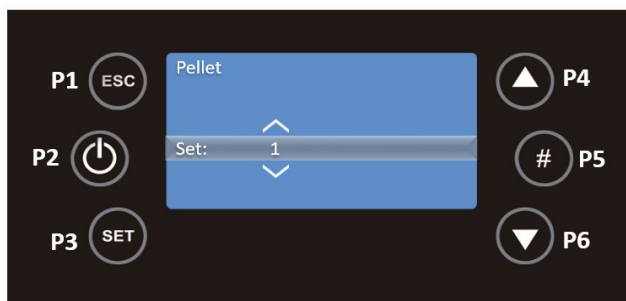 P1 ESC
Pellet
P4
P2
Set: 1
# P5
P3 SET
P6